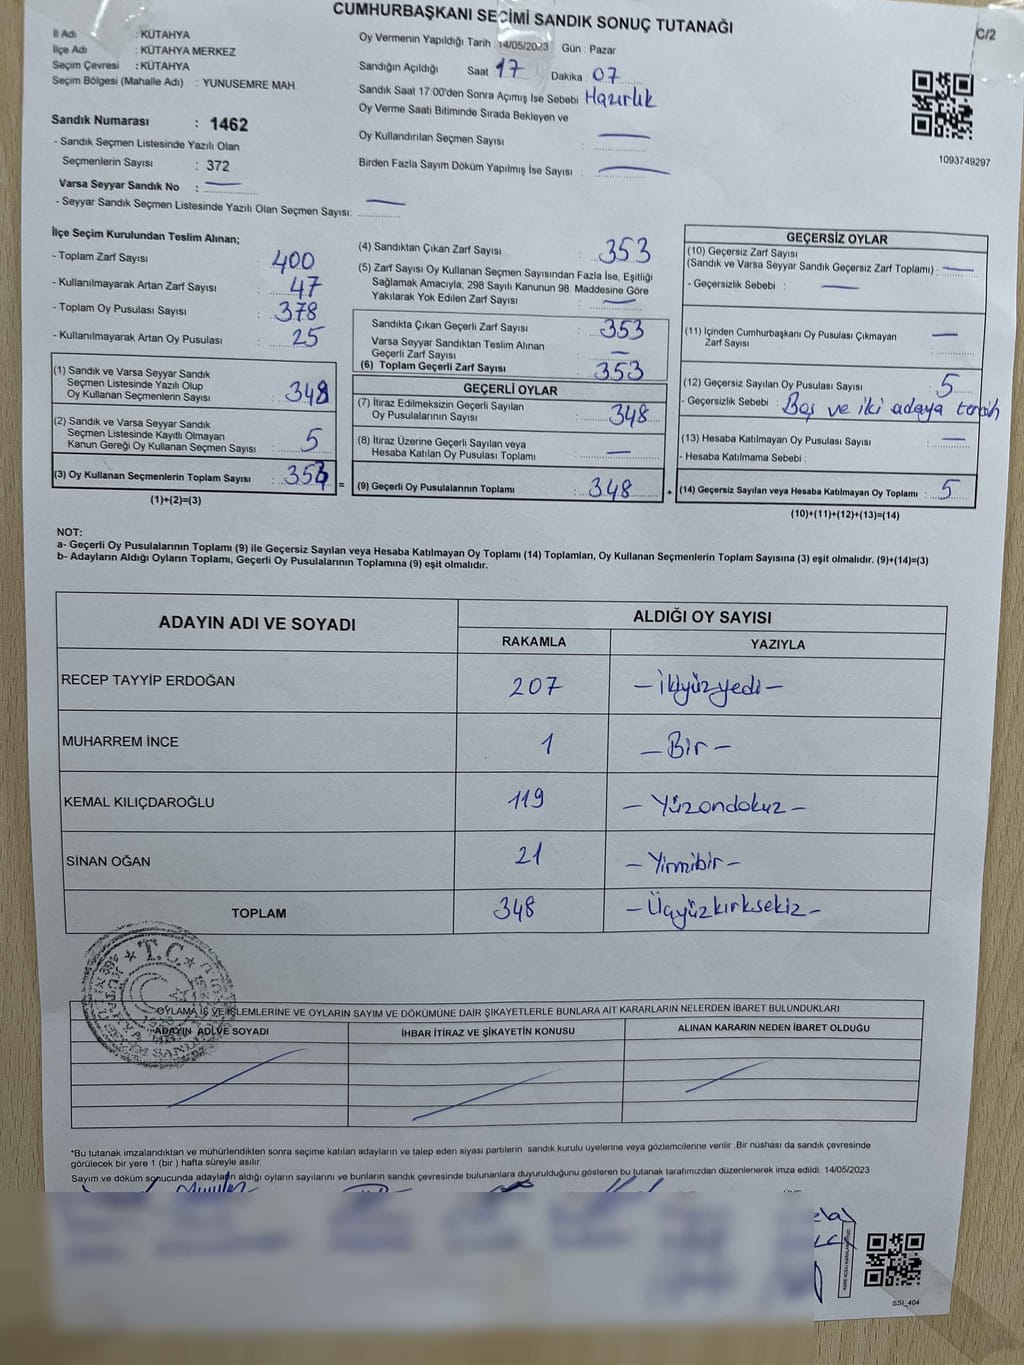 CUMHURBAŞKANI SEÇİMİ SANDIK SONUÇ TUTANAĞI
C/2
İl Adı : KÜTAHYA
İlçe Adı : KÜTAHYA MERKEZ
Seçim Çevresi : KÜTAHYA
Seçim Bölgesi (Mahalle Adı) : YUNUSEMRE MAH.
Sandık Numarası : 1462
- Sandık Seçmen Listesinde Yazılı Olan
Seçmenlerin Sayısı : 372
Varsa Seyyar Sandık No : —
- Seyyar Sandık Seçmen Listesinde Yazılı Olan Seçmen Sayısı: —
Oy Vermenin Yapıldığı Tarih : 14/05/2023 Gün : Pazar
Sandığın Açıldığı Saat 17 Dakika : 07
Sandık Saat 17:00'den Sonra Açımış İse Sebebi Hazırlık
Oy Verme Saati Bitiminde Sırada Bekleyen ve
Oy Kullandırılan Seçmen Sayısı : —
Birden Fazla Sayım Döküm Yapılmış İse Sayısı : —
1093749297
İlçe Seçim Kurulundan Teslim Alınan;
- Toplam Zarf Sayısı : 400
- Kullanılmayarak Artan Zarf Sayısı : 47
- Toplam Oy Pusulası Sayısı : 378
- Kullanılmayarak Artan Oy Pusulası : 25
(1) Sandık ve Varsa Seyyar Sandık
Seçmen Listesinde Yazılı Olup
Oy Kullanan Seçmenlerin Sayısı : 348
(2) Sandık ve Varsa Seyyar Sandık
Seçmen Listesinde Kayıtlı Olmayan
Kanun Gereği Oy Kullanan Seçmen Sayısı : 5
(3) Oy Kullanan Seçmenlerin Toplam Sayısı : 353
(1)+(2)=(3)
(4) Sandıktan Çıkan Zarf Sayısı : 353
(5) Zarf Sayısı Oy Kullanan Seçmen Sayısından Fazla İse, Eşitliği
Sağlamak Amacıyla; 298 Sayılı Kanunun 98. Maddesine Göre
Yakılarak Yok Edilen Zarf Sayısı : —
Sandıkta Çıkan Geçerli Zarf Sayısı : 353
Varsa Seyyar Sandıktan Teslim Alınan
Geçerli Zarf Sayısı : —
(6) Toplam Geçerli Zarf Sayısı : 353
GEÇERLİ OYLAR
(7) İtiraz Edilmeksizin Geçerli Sayılan
Oy Pusulalarının Sayısı : 348
(8) İtiraz Üzerine Geçerli Sayılan veya
Hesaba Katılan Oy Pusulası Toplamı : —
= (9) Geçerli Oy Pusulalarının Toplamı : 348
GEÇERSİZ OYLAR
(10) Geçersiz Zarf Sayısı
(Sandık ve Varsa Seyyar Sandık Geçersiz Zarf Toplamı) : —
- Geçersizlik Sebebi : —
(11) İçinden Cumhurbaşkanı Oy Pusulası Çıkmayan
Zarf Sayısı : —
(12) Geçersiz Sayılan Oy Pusulası Sayısı : 5
- Geçersizlik Sebebi : Boş ve iki adaya tercih
(13) Hesaba Katılmayan Oy Pusulası Sayısı : —
- Hesaba Katılmama Sebebi :
+ (14) Geçersiz Sayılan veya Hesaba Katılmayan Oy Toplamı : 5
(10)+(11)+(12)+(13)=(14)
NOT:
a- Geçerli Oy Pusulalarının Toplamı (9) ile Geçersiz Sayılan veya Hesaba Katılmayan Oy Toplamı (14) Toplamları, Oy Kullanan Seçmenlerin Toplam Sayısına (3) eşit olmalıdır. (9)+(14)=(3)
b- Adayların Aldığı Oyların Toplamı, Geçerli Oy Pusulalarının Toplamına (9) eşit olmalıdır.
ADAYIN ADI VE SOYADI
ALDIĞI OY SAYISI
RAKAMLA YAZIYLA
RECEP TAYYİP ERDOĞAN 207 – ikiyüzyedi –
MUHARREM İNCE 1 – Bir –
KEMAL KILIÇDAROĞLU 119 – Yüzondokuz –
SİNAN OĞAN 21 – Yirmibir –
TOPLAM 348 – Üçyüzkırksekiz –
T.C.
OYLAMA İŞ VE İŞLEMLERİNE VE OYLARIN SAYIM VE DÖKÜMÜNE DAİR ŞİKAYETLERLE BUNLARA AİT KARARLARIN NELERDEN İBARET BULUNDUKLARI
ADAYIN ADI VE SOYADI İHBAR İTİRAZ VE ŞİKAYETİN KONUSU ALINAN KARARIN NEDEN İBARET OLDUĞU
*Bu tutanak imzalandıktan ve mühürlendikten sonra seçime katılan adayların ve talep eden siyasi partilerin sandık kurulu üyelerine veya gözlemcilerine verilir. Bir nüshası da sandık çevresinde
görülecek bir yere 1 (bir ) hafta süreyle asılır.
Sayım ve döküm sonucunda adayların aldığı oyların sayılarını ve bunların sandık çevresinde bulunanlara duyurulduğunu gösteren bu tutanak tarafımızdan düzenlenerek imza edildi. 14/05/2023
SSI_404